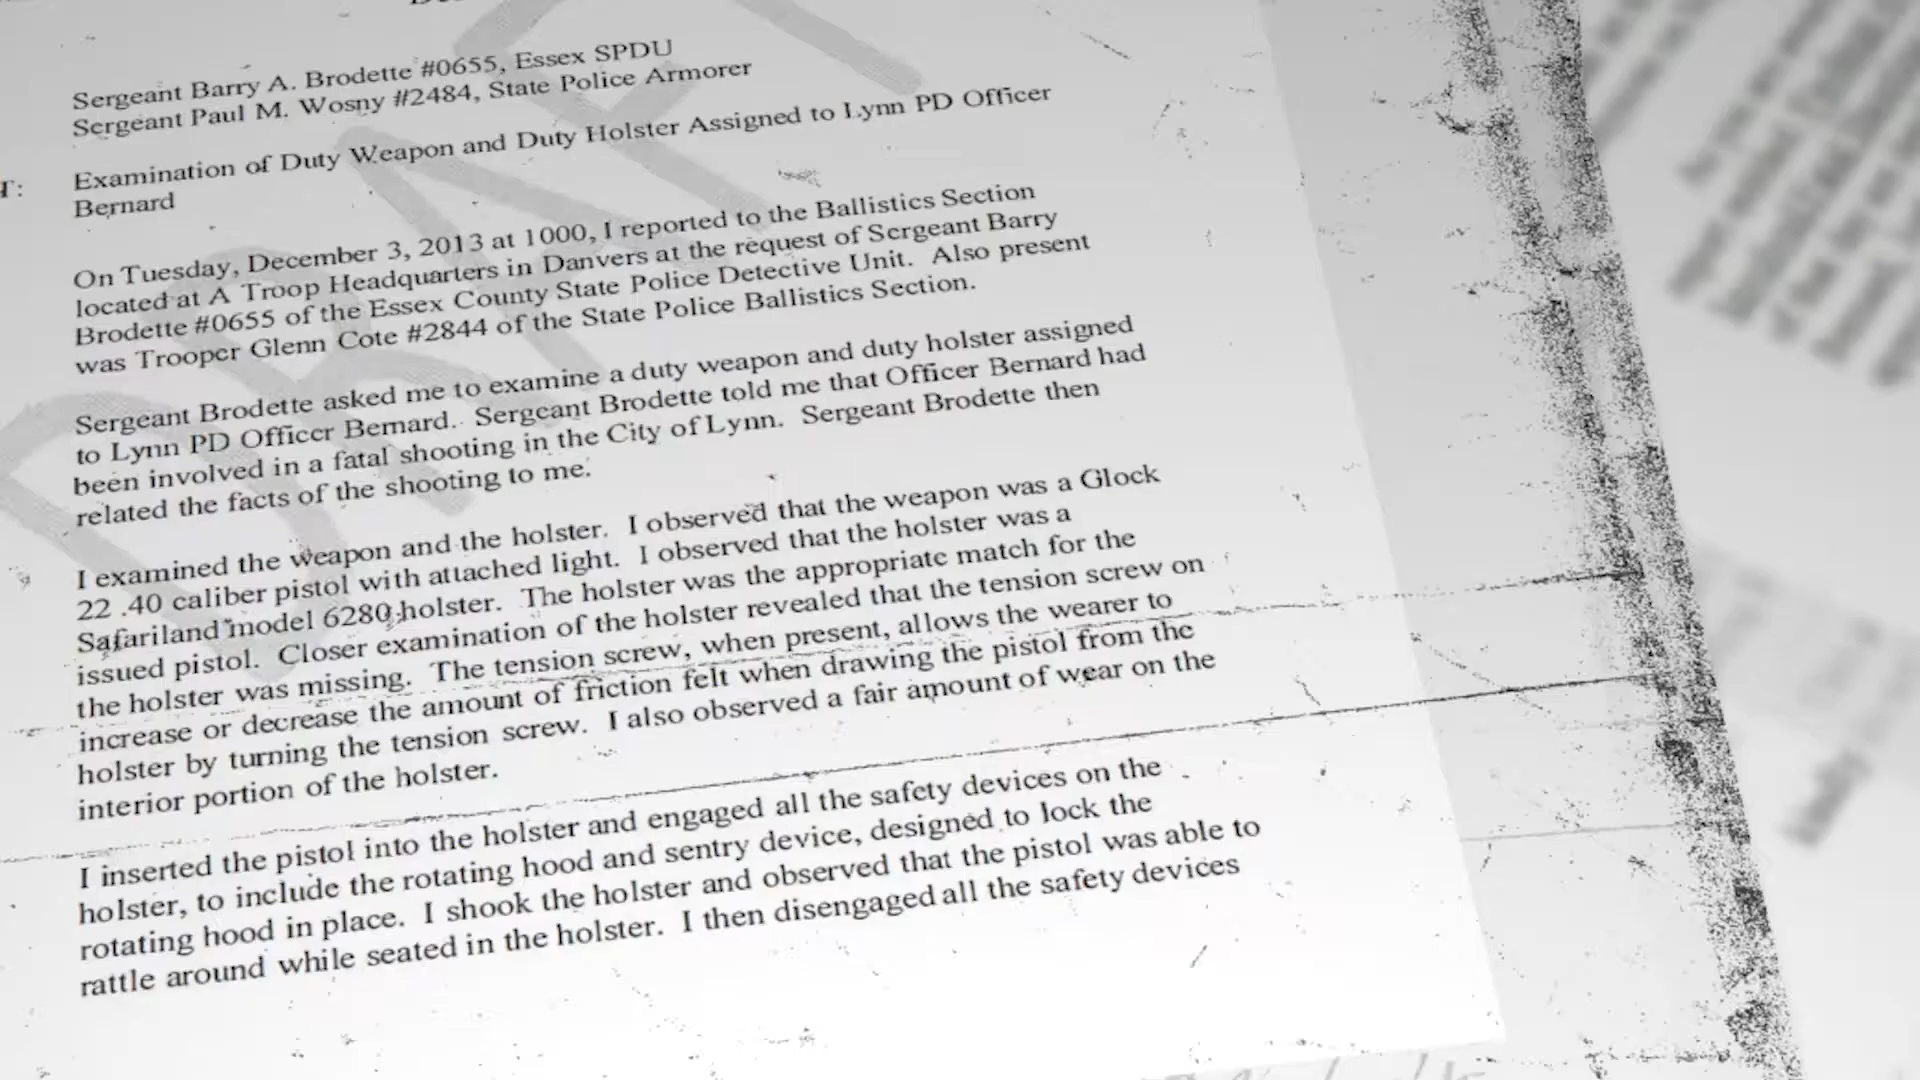 Sergeant Barry A. Brodette #0655, Essex SPDU
Sergeant Paul M. Wosny #2484, State Police Armorer
T:
Examination of Duty Weapon and Duty Holster Assigned to Lynn PD Officer
Bernard
On Tuesday, December 3, 2013 at 1000, I reported to the Ballistics Section
located at A Troop Headquarters in Danvers at the request of Sergeant Barry
Brodette #0655 of the Essex County State Police Detective Unit. Also present
was Trooper Glenn Cote #2844 of the State Police Ballistics Section.
Sergeant Brodette asked me to examine a duty weapon and duty holster assigned
to Lynn PD Officer Bernard. Sergeant Brodette told me that Officer Bernard had
been involved in a fatal shooting in the City of Lynn. Sergeant Brodette then
related the facts of the shooting to me.
I examined the weapon and the holster. I observed that the weapon was a Glock
22 .40 caliber pistol with attached light. I observed that the holster was a
Safariland model 6280 holster. The holster was the appropriate match for the
issued pistol. Closer examination of the holster revealed that the tension screw on
the holster was missing. The tension screw, when present, allows the wearer to
increase or decrease the amount of friction felt when drawing the pistol from the
holster by turning the tension screw. I also observed a fair amount of wear on the
interior portion of the holster.
I inserted the pistol into the holster and engaged all the safety devices on the
holster, to include the rotating hood and sentry device, designed to lock the
rotating hood in place. I shook the holster and observed that the pistol was able to
rattle around while seated in the holster. I then disengaged all the safety devices
DRAFT